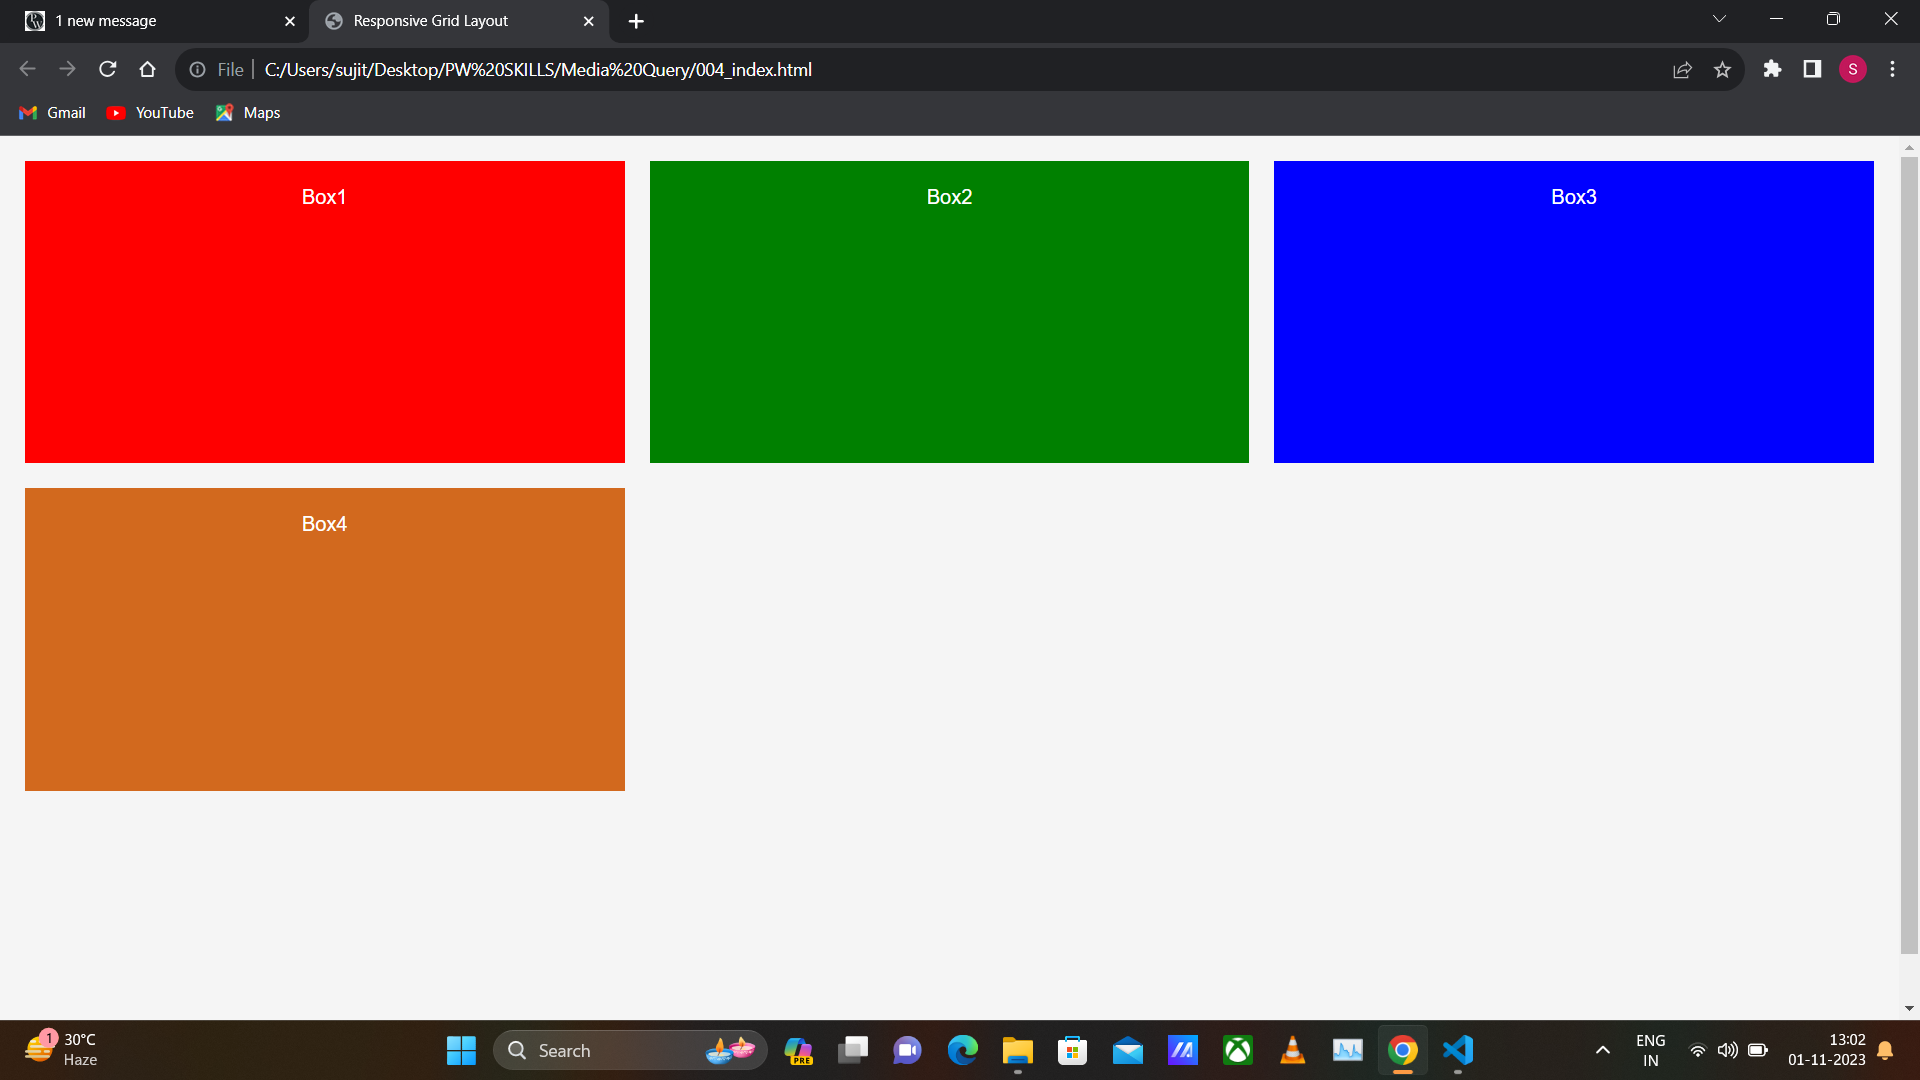 1 new message
Responsive Grid Layout
File
C:/Users/sujit/Desktop/PW%20SKILLS/Media%20Query/004_index.html
S
Gmail
YouTube
Maps
Box1
Box2
Box3
Box4
1
30°C
Haze
Search
PRE
ENG
IN
13:02
01-11-2023